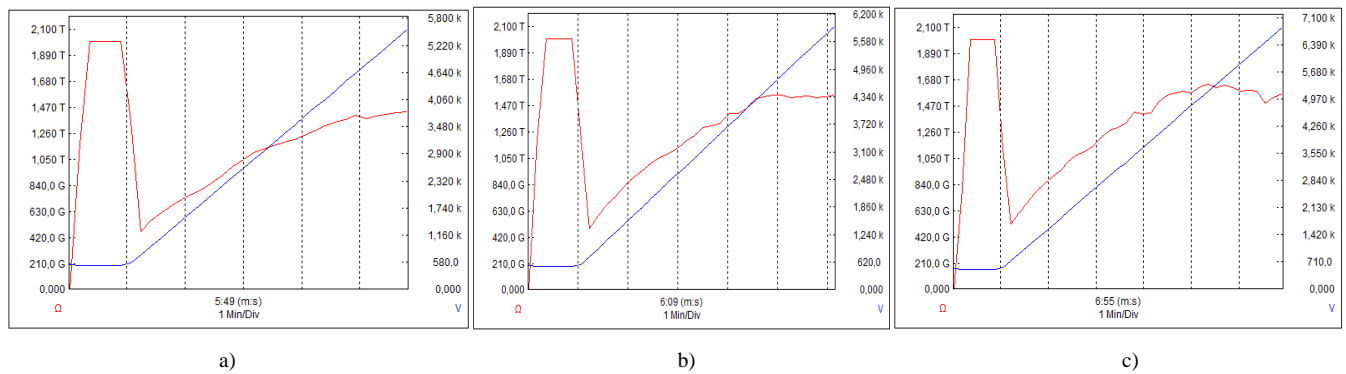 2,100 T
1,890 T
1,680 T
1,470 T
1,260 T
1,050 T
840,0 G
630,0 G
420,0 G
210,0 G
0,000
Ω
5,800 k
5,220 k
4,640 k
4,060 k
3,480 k
2,900 k
2,320 k
1,740 k
1,160 k
580,0
0,000
V
5:49 (m:s)
1 Min/Div
a)
2,100 T
1,890 T
1,680 T
1,470 T
1,260 T
1,050 T
840,0 G
630,0 G
420,0 G
210,0 G
0,000
Ω
6,200 k
5,580 k
4,960 k
4,340 k
3,720 k
3,100 k
2,480 k
1,860 k
1,240 k
620,0
0,000
V
6:09 (m:s)
1 Min/Div
b)
2,100 T
1,890 T
1,680 T
1,470 T
1,260 T
1,050 T
840,0 G
630,0 G
420,0 G
210,0 G
0,000
Ω
7,100 k
6,390 k
5,680 k
4,970 k
4,260 k
3,550 k
2,840 k
2,130 k
1,420 k
710,0
0,000
V
6:55 (m:s)
1 Min/Div
c)